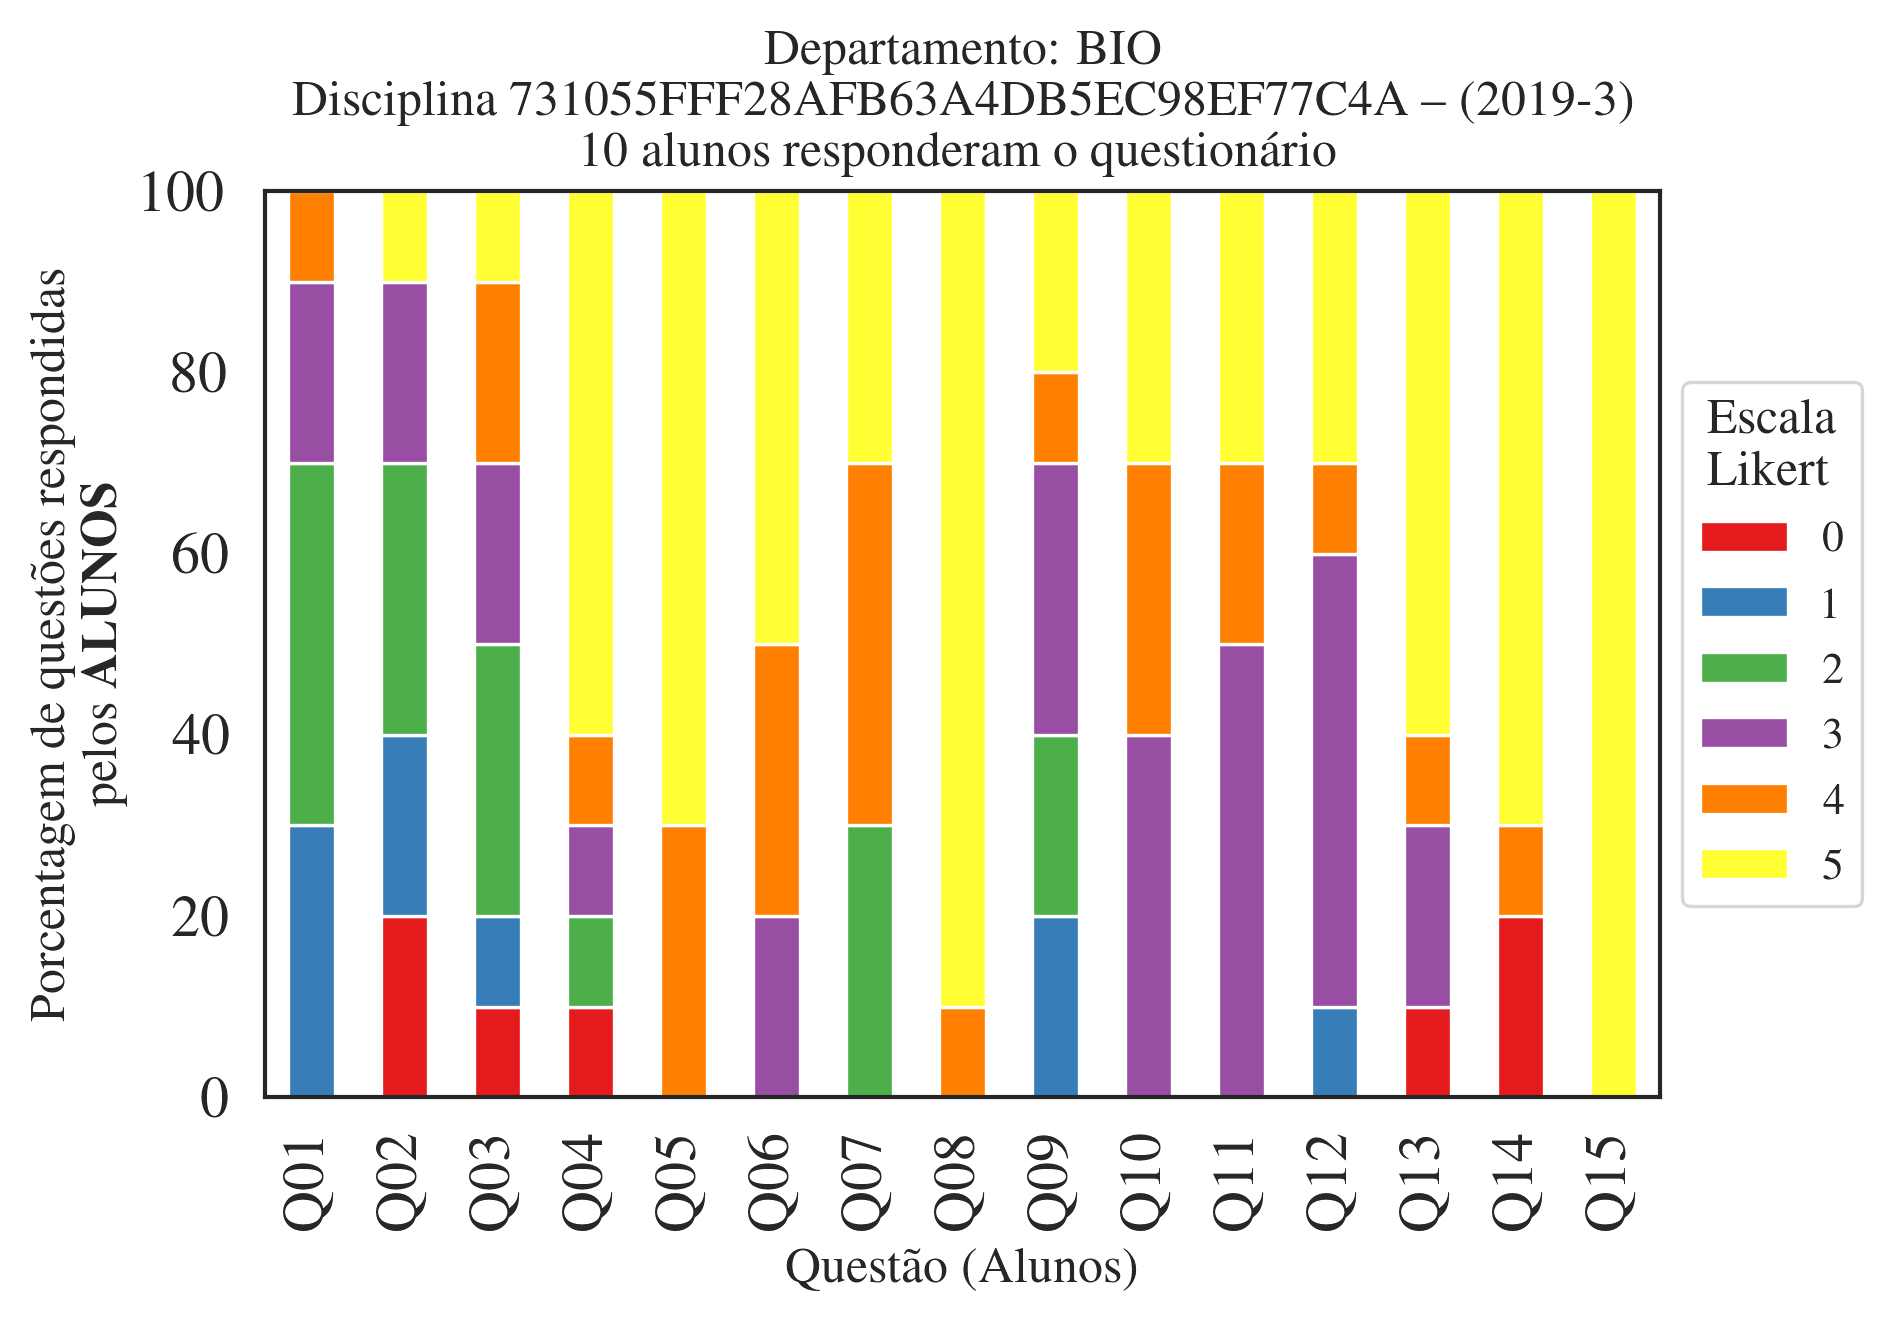 Departamento: BIO
Disciplina 731055FFF28AFB63A4DB5EC98EF77C4A – (2019-3)
10 alunos responderam o questionário
Porcentagem de questões respondidas
pelos ALUNOS
100
80
60
40
20
0
Q01
Q02
Q03
Q04
Q05
Q06
Q07
Q08
Q09
Q10
Q11
Q12
Q13
Q14
Q15
Questão (Alunos)
Escala
Likert
0
1
2
3
4
5